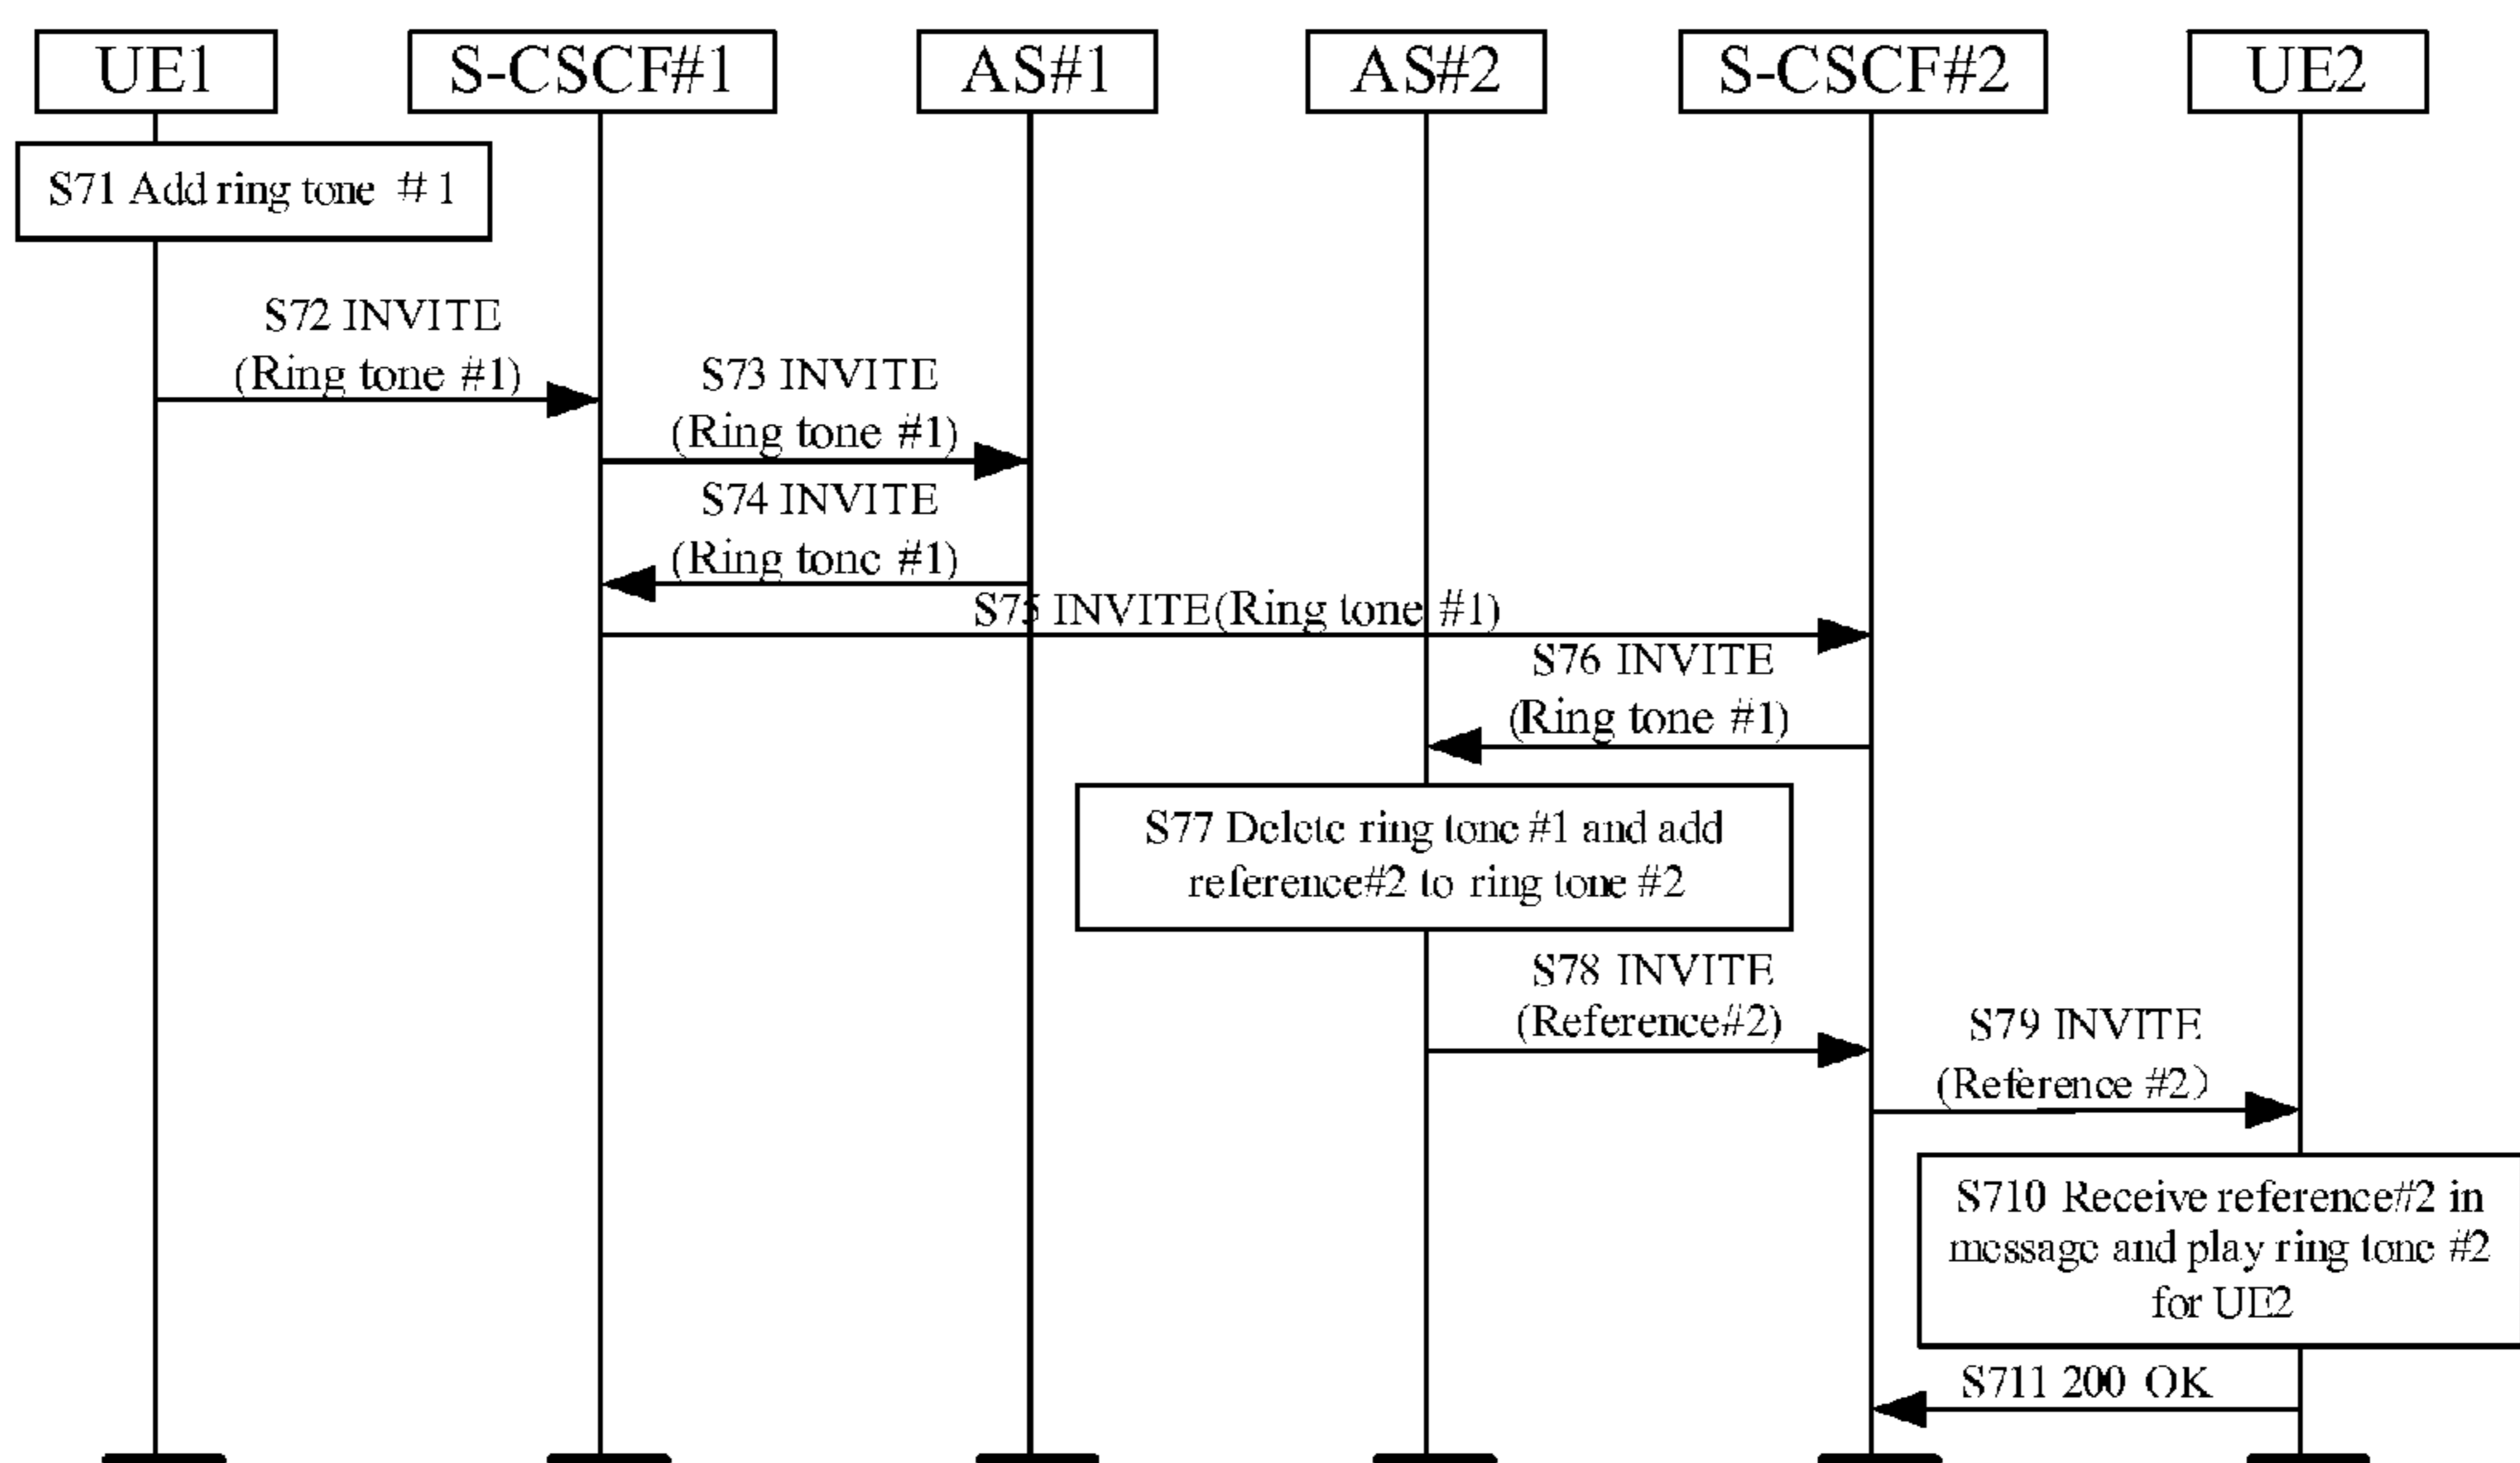 UE1
S-CSCF#1
AS#1
AS#2
S-CSCF#2
UE2
S71 Add ring tone # 1
S72 INVITE
(Ring tone #1)
S73 INVITE
(Ring tone #1)
S74 INVITE
(Ring tone #1)
S75 INVITE(Ring tone #1)
S76 INVITE
(Ring tone #1)
S77 Delete ring tone #1 and add
reference#2 to ring tone #2
S78 INVITE
(Reference#2)
S79 INVITE
(Reference #2)
S710 Receive reference#2 in
message and play ring tone #2
for UE2
S711 200 OK